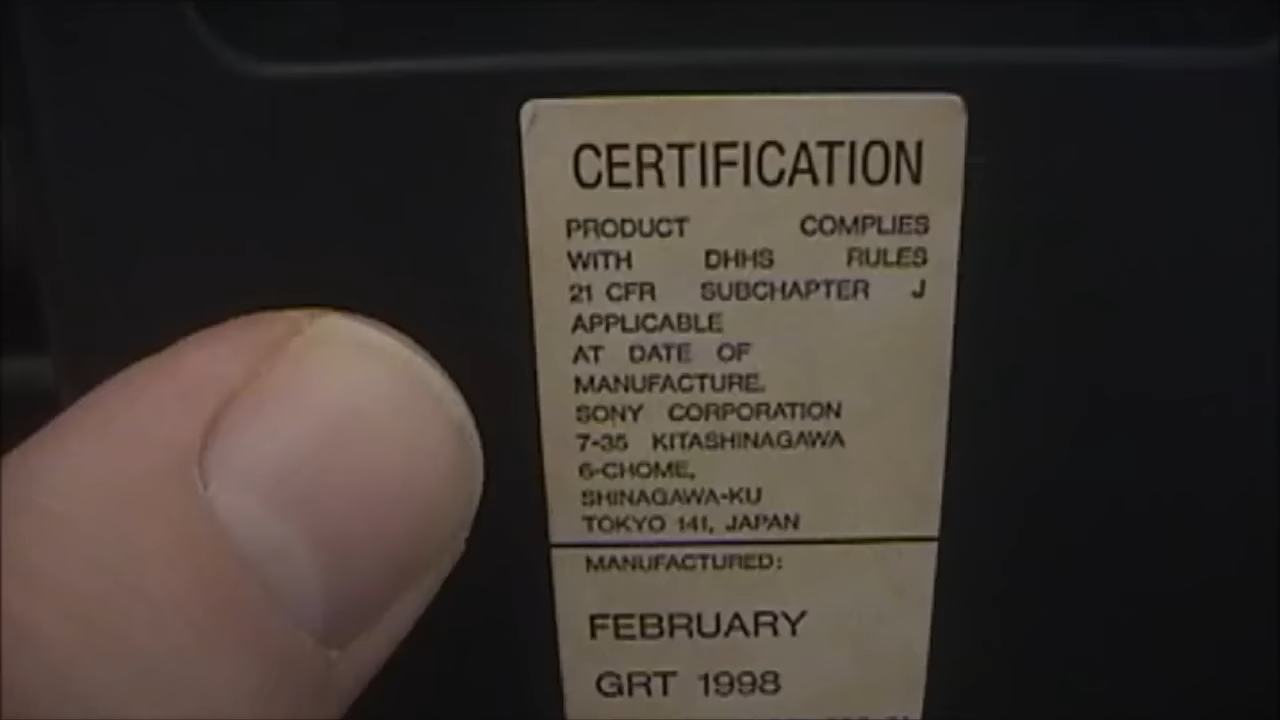 CERTIFICATION
PRODUCT COMPLIES
WITH DHHS RULES
21 CFR SUBCHAPTER J
APPLICABLE
AT DATE OF
MANUFACTURE.
SONY CORPORATION
7-35 KITASHINAGAWA
6-CHOME,
SHINAGAWA-KU
TOKYO 141, JAPAN
MANUFACTURED:
FEBRUARY
GRT 1998